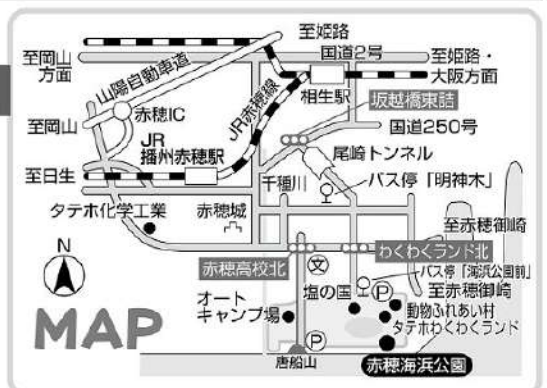 至姫路
国道2号
至岡山
方面
至姫路・
大阪方面
山陽自動車道
相生駅
坂越橋東詰
赤穂IC
JR赤穂線
国道250号
至岡山
JR
播州赤穂駅
尾崎トンネル
至日生
千種川
バス停「明神木」
タテホ化学工業
赤穂城
至赤穂御崎
N
赤穂高校北
わくわくランド北
文
バス停「海浜公園前」
塩の国
P
至赤穂御崎
オート
キャンプ場
動物ふれあい村
タテホわくわくランド
MAP
P
唐船山
赤穂海浜公園